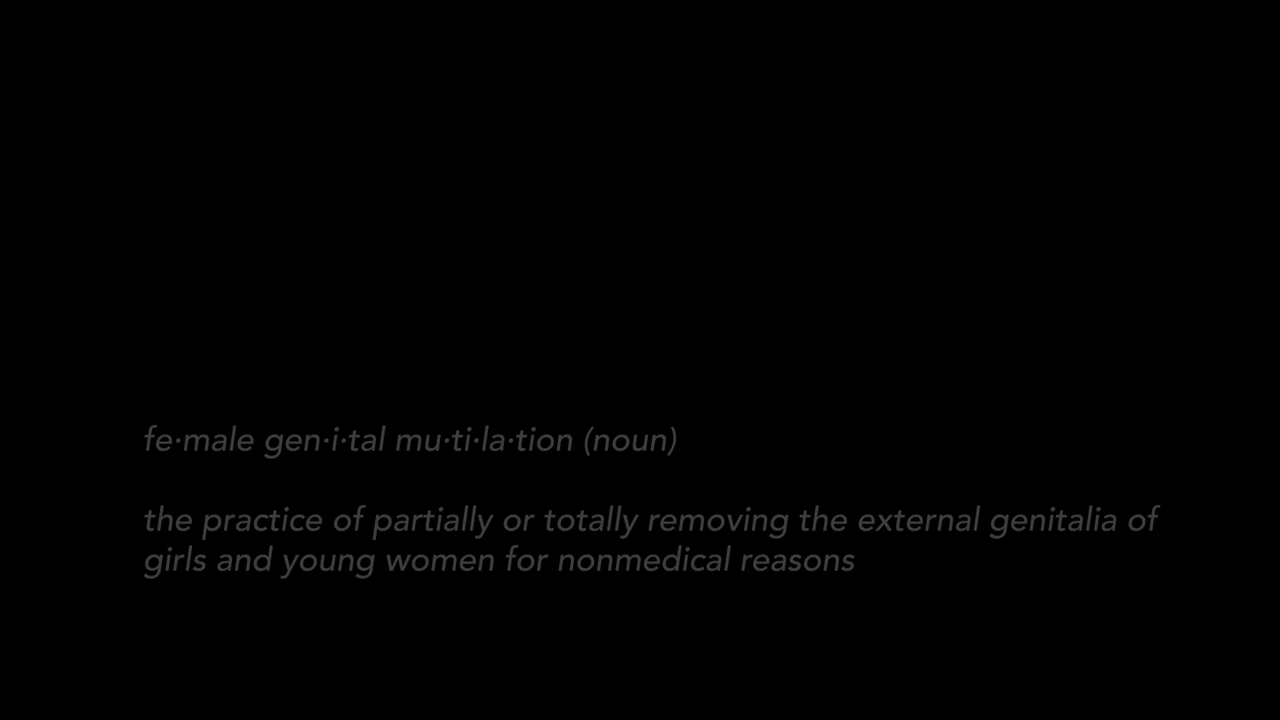 fe·male gen·i·tal mu·ti·la·tion (noun)
the practice of partially or totally removing the external genitalia of
girls and young women for nonmedical reasons